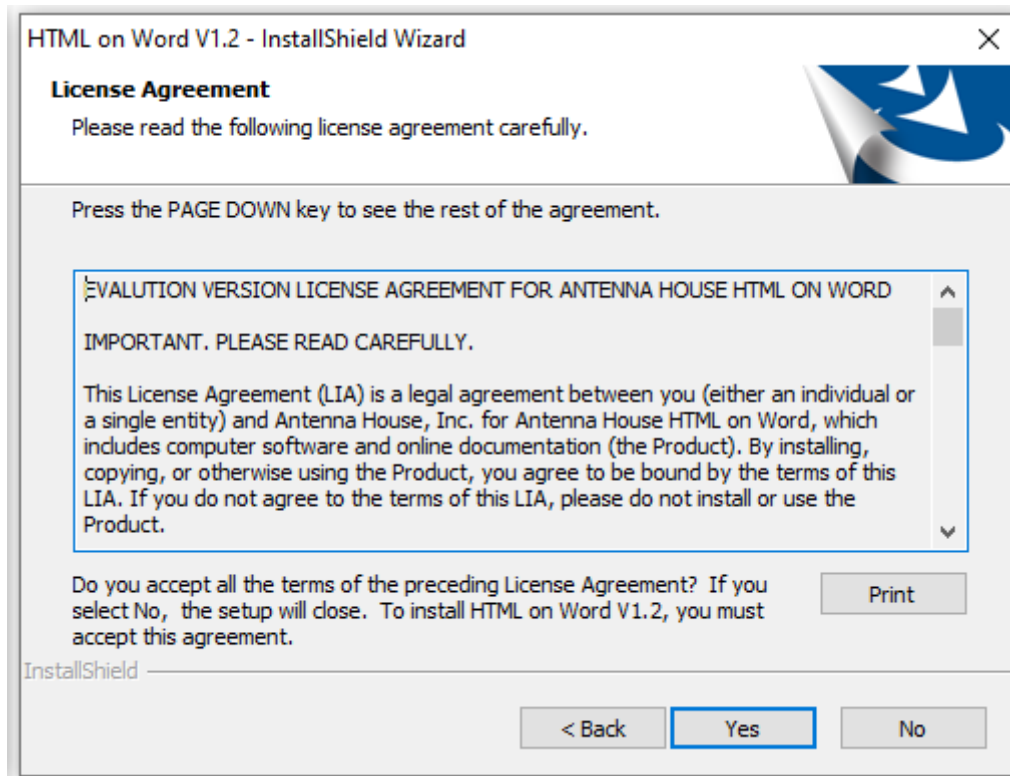 HTML on Word V1.2 - InstallShield Wizard
License Agreement
Please read the following license agreement carefully.
Press the PAGE DOWN key to see the rest of the agreement.
EVALUTION VERSION LICENSE AGREEMENT FOR ANTENNA HOUSE HTML ON WORD
IMPORTANT. PLEASE READ CAREFULLY.
This License Agreement (LIA) is a legal agreement between you (either an individual or
a single entity) and Antenna House, Inc. for Antenna House HTML on Word, which
includes computer software and online documentation (the Product). By installing,
copying, or otherwise using the Product, you agree to be bound by the terms of this
LIA. If you do not agree to the terms of this LIA, please do not install or use the
Product.
Do you accept all the terms of the preceding License Agreement?  If you
select No,  the setup will close.  To install HTML on Word V1.2, you must
accept this agreement.
Print
InstallShield
< Back
Yes
No